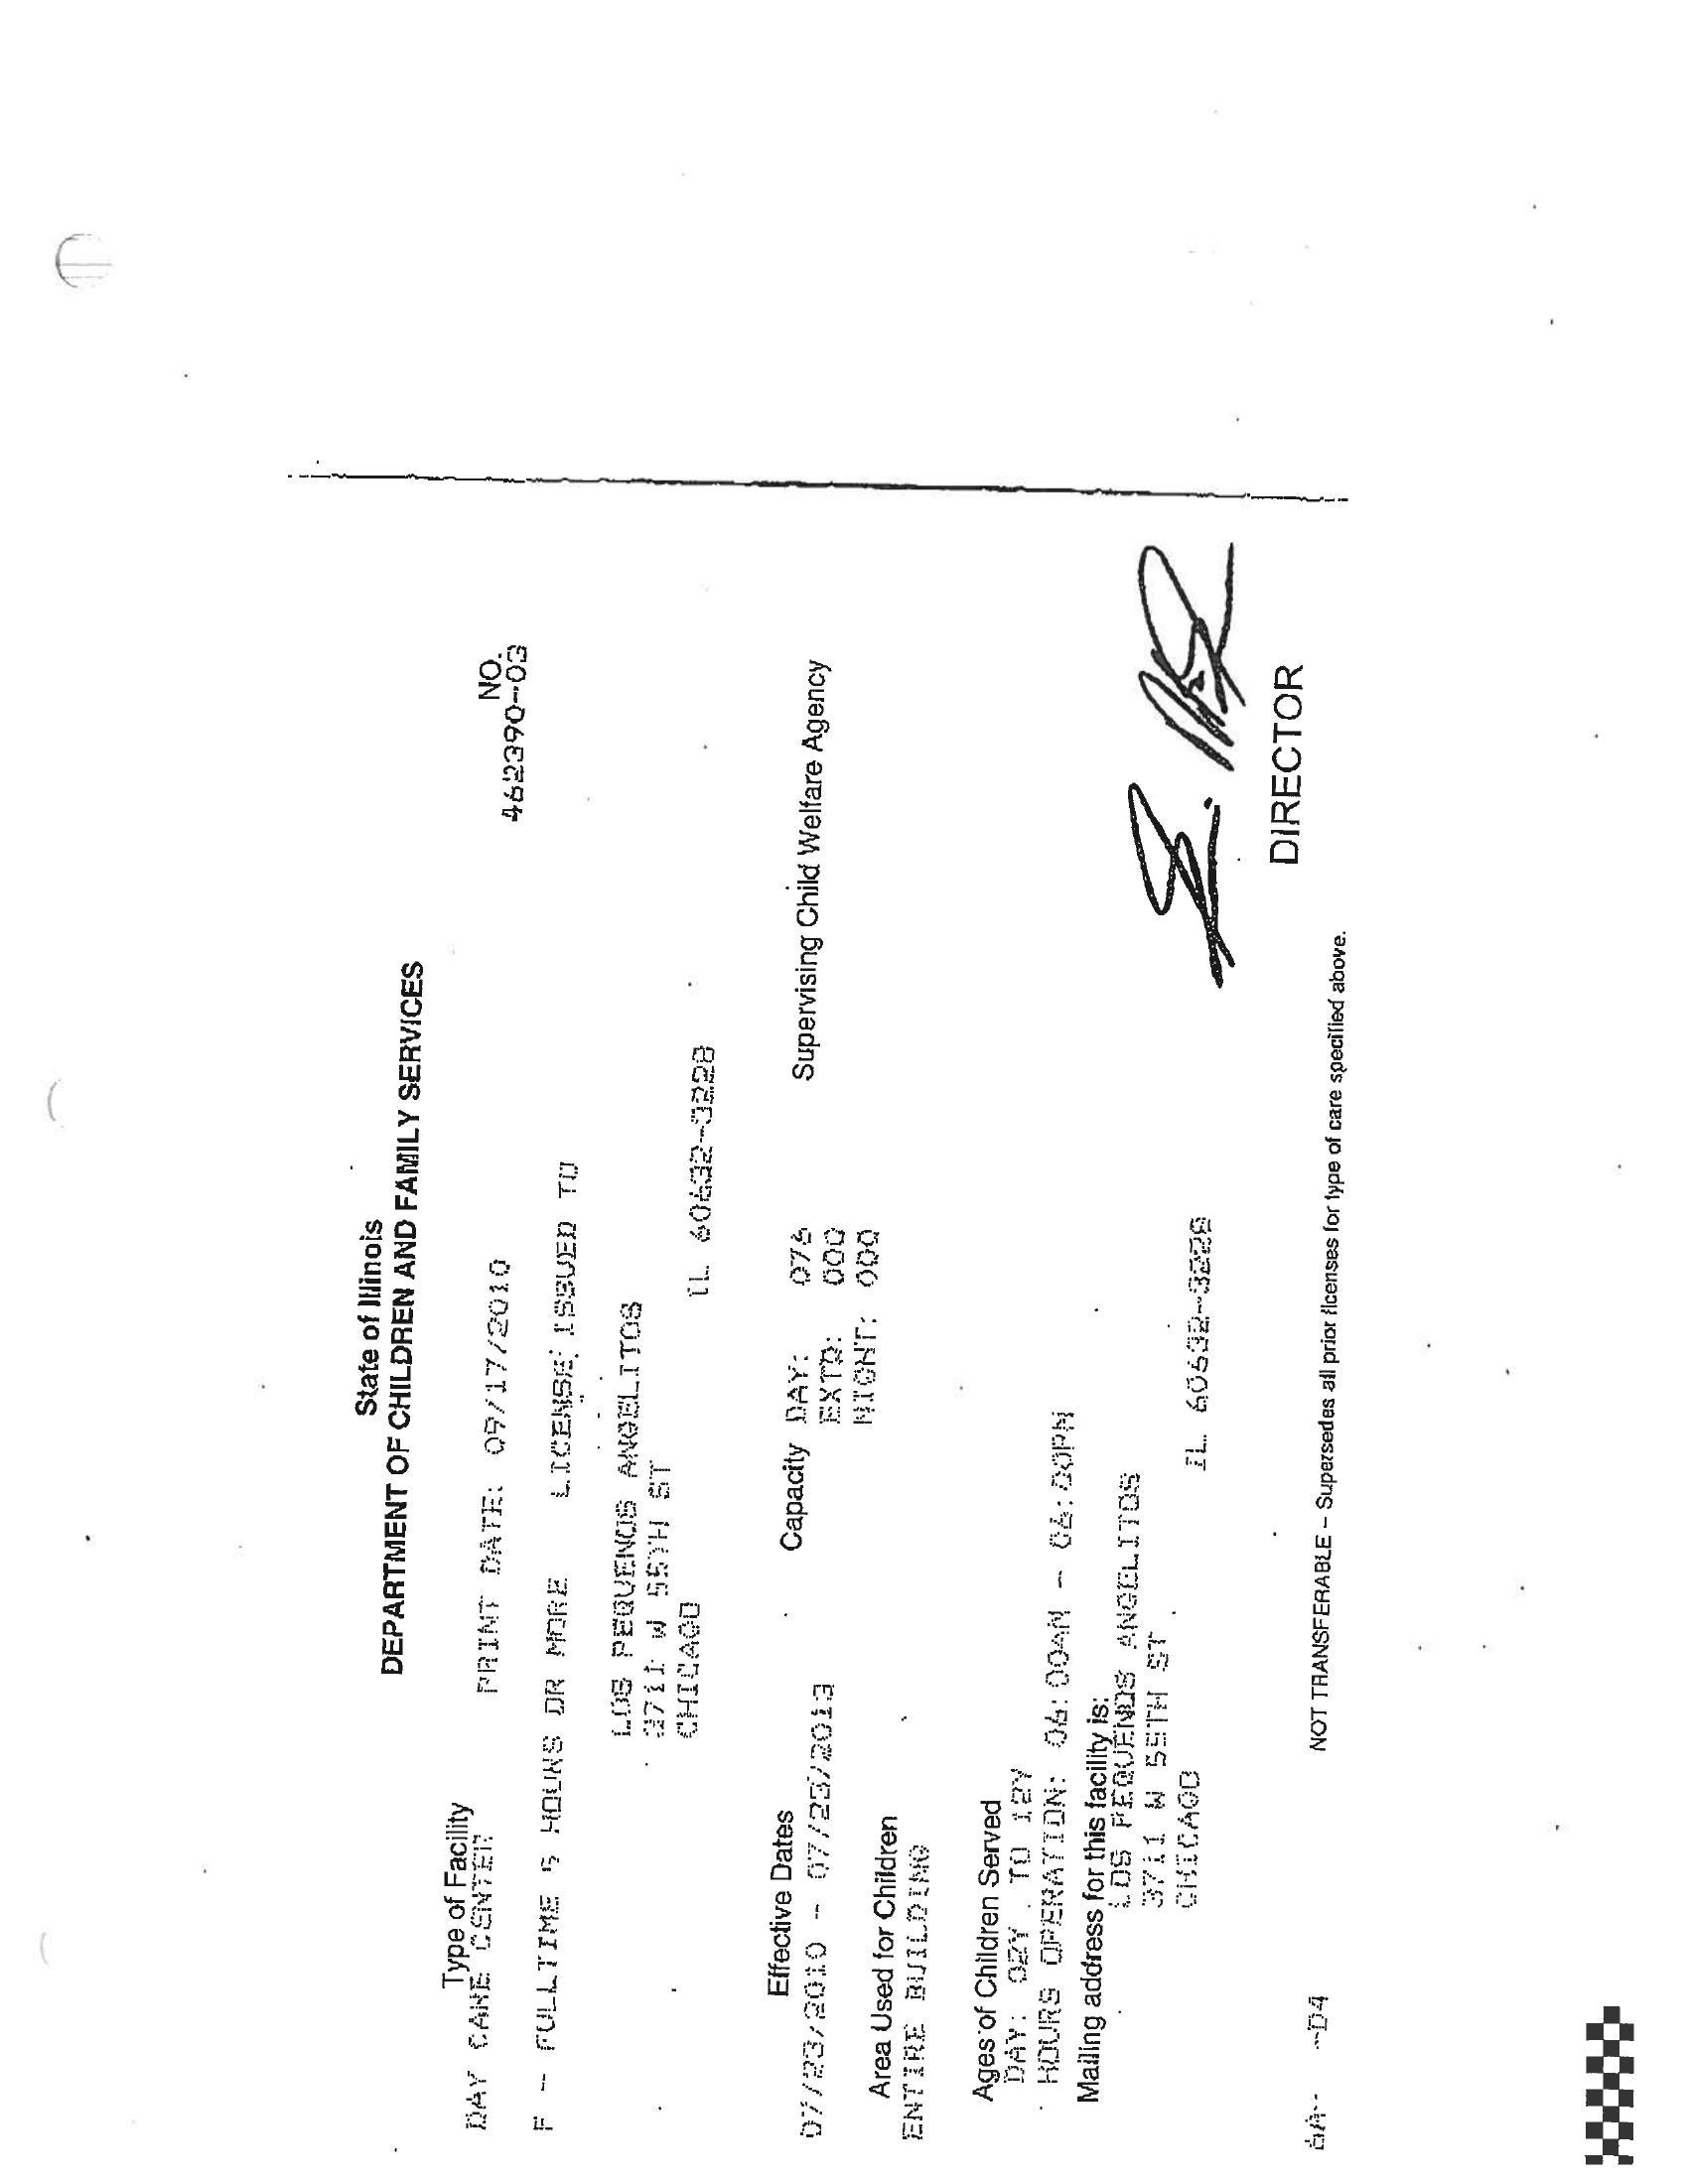 State of Illinois
DEPARTMENT OF CHILDREN AND FAMILY SERVICES
Type of Facility
DAY CARE CENTER PRINT DATE: 09/17/2010 NO.
462390-03
F - FULLTIME 5 HOURS OR MORE LICENSE ISSUED TO
LOS PEQUENOS ANGELITOS
3711 W 55TH ST
CHICAGO IL 60632-3228
Effective Dates Capacity DAY: 076 Supervising Child Welfare Agency
07/23/2010 - 07/23/2013 EXTD: 000
NIGHT: 000
Area Used for Children
ENTIRE BUILDING
Ages of Children Served
DAY: 02Y TO 12Y
HOURS OPERATION: 06:00AM - 06:00PM
Mailing address for this facility is:
LOS PEQUENOS ANGELITOS
3711 W 55TH ST
CHICAGO IL 60632-3228
DIRECTOR
NOT TRANSFERABLE – Supersedes all prior licenses for type of care specified above.
6A-- --D4